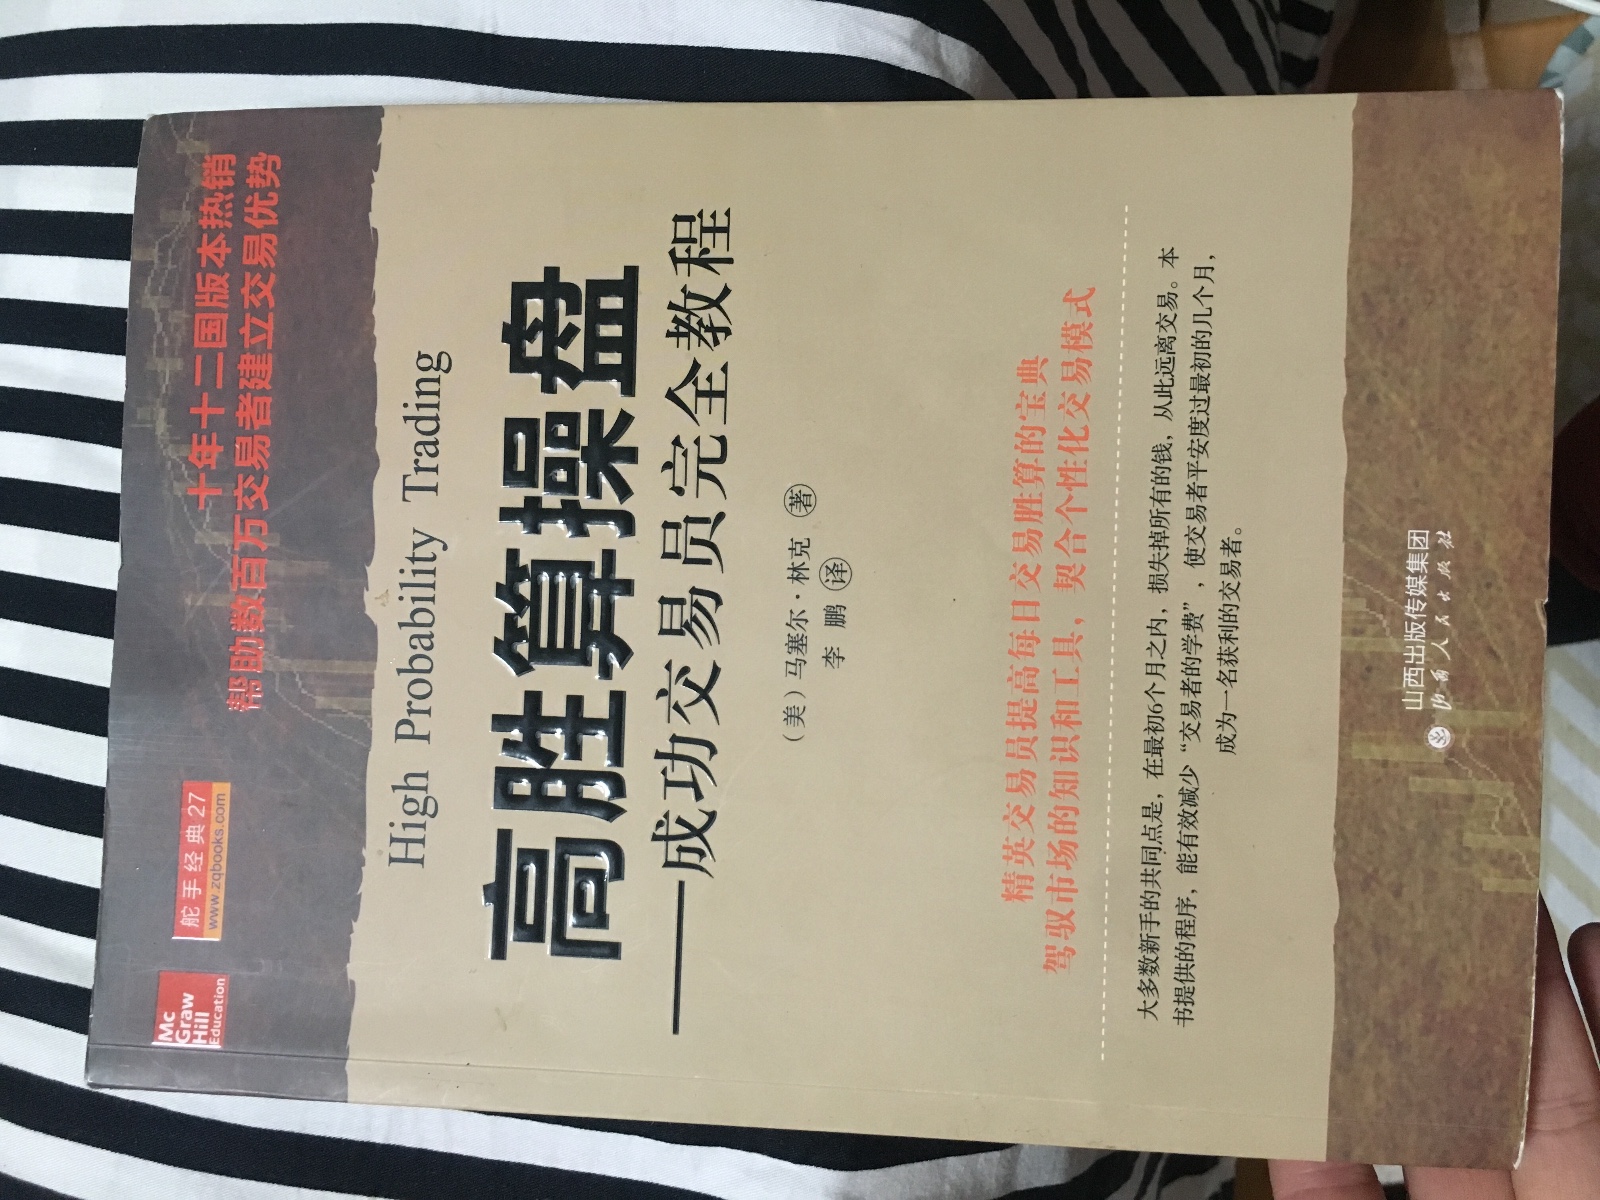 Mc
Graw
Hill
Education
舵手经典 27
www.zqbooks.com
十年十二国版本热销
帮助数百万交易者建立交易优势
High Probability Trading
高胜算操盘
——成功交易员完全教程
（美）马塞尔·林克 著
李 鹏 译
精英交易员提高每日交易胜算的宝典
驾驭市场的知识和工具，契合个性化交易模式
大多数新手的共同点是，在最初6个月之内，损失掉所有的钱，从此远离交易。本
书提供的程序，能有效减少“交易者的学费”，使交易者平安度过最初的几个月，
成为一名获利的交易者。
山西出版传媒集团
山西人民出版社